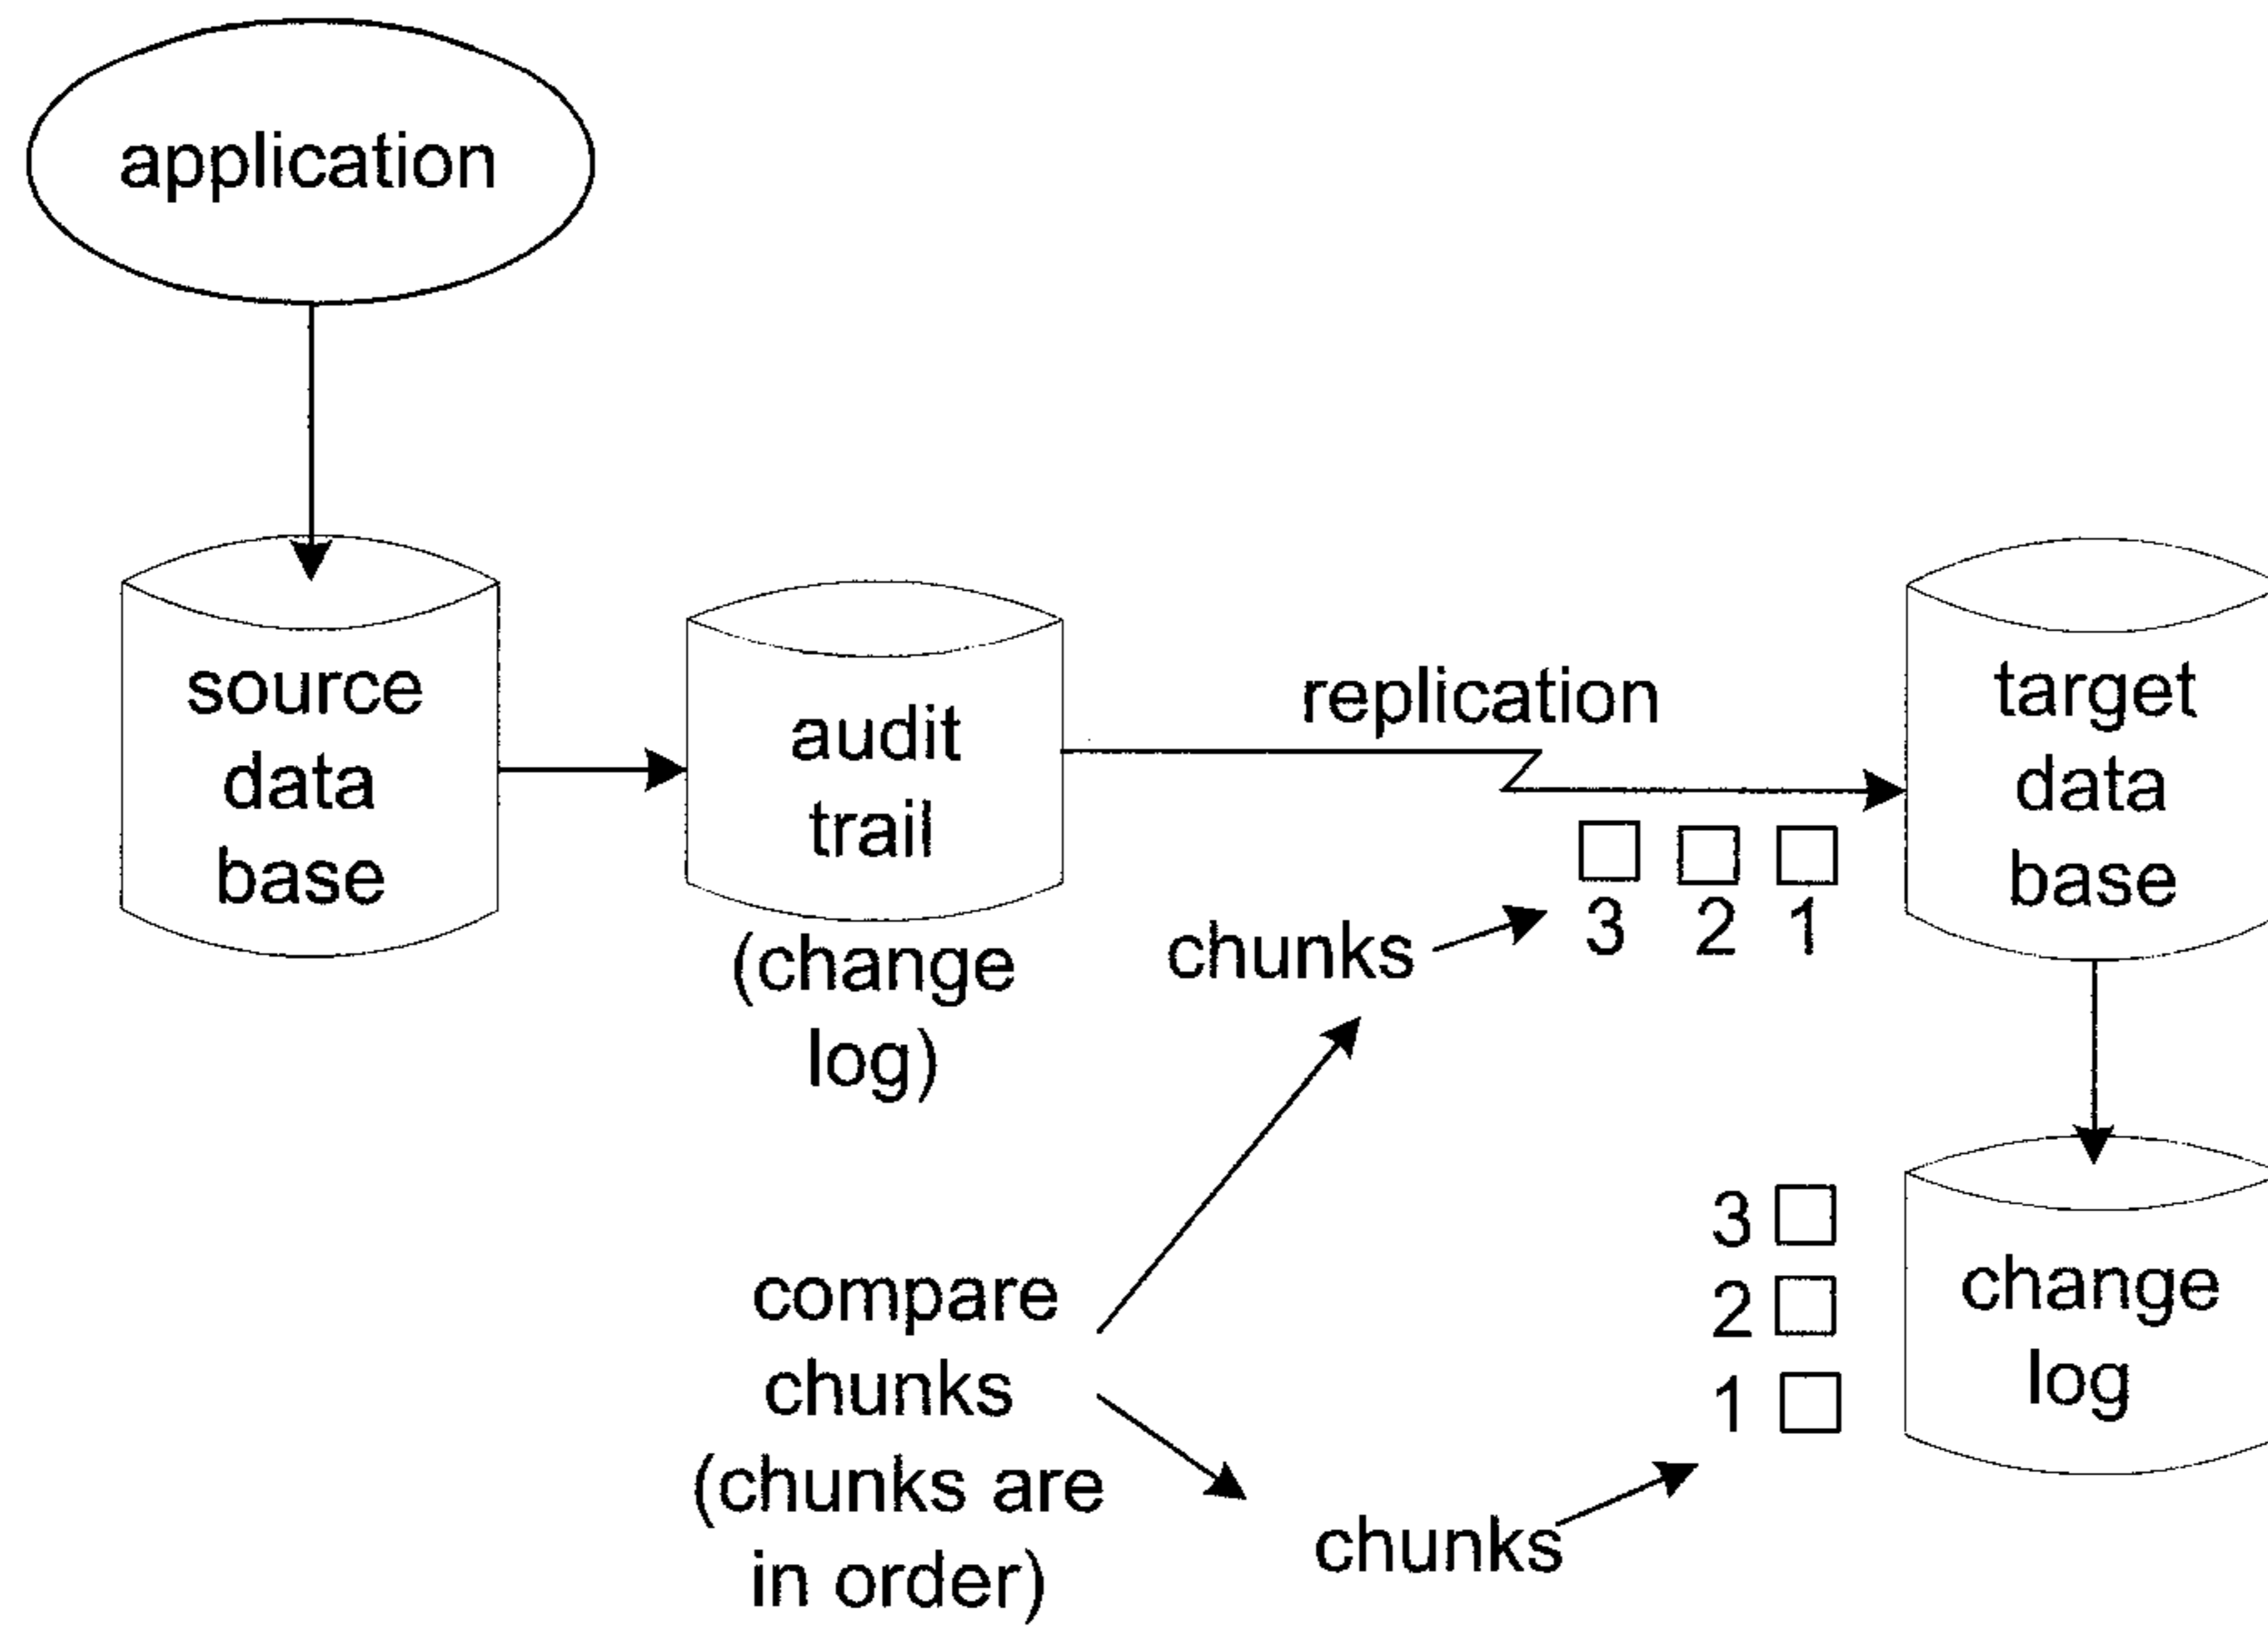 application
source
data
base
audit
trail
(change
log)
replication
target
data
base
chunks
3 2 1
compare
chunks
(chunks are
in order)
chunks
3
2
1
change
log